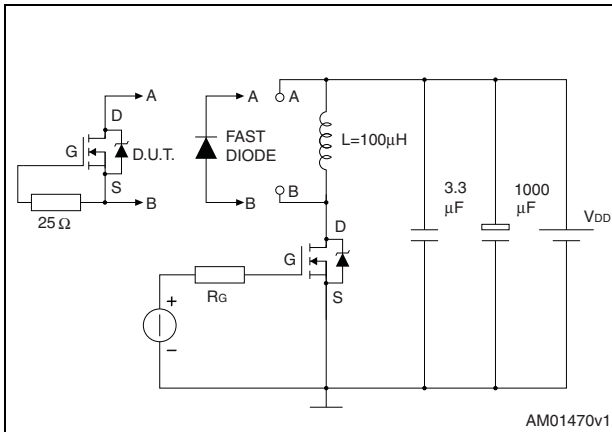 A
D
G
D.U.T.
S
B
25 Ω
A
FAST
DIODE
B
A
L=100μH
B
D
G
S
RG
+
–
3.3
μF
1000
μF
VDD
AM01470v1